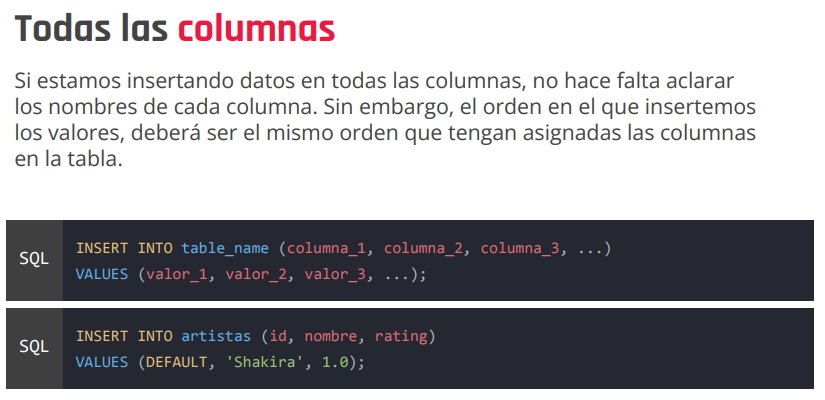 Todas las columnas
Si estamos insertando datos en todas las columnas, no hace falta aclarar
los nombres de cada columna. Sin embargo, el orden en el que insertemos
los valores, deberá ser el mismo orden que tengan asignadas las columnas
en la tabla.
SQL
INSERT INTO table_name (columna_1, columna_2, columna_3, ...)
VALUES (valor_1, valor_2, valor_3, ...);
SQL
INSERT INTO artistas (id, nombre, rating)
VALUES (DEFAULT, 'Shakira', 1.0);